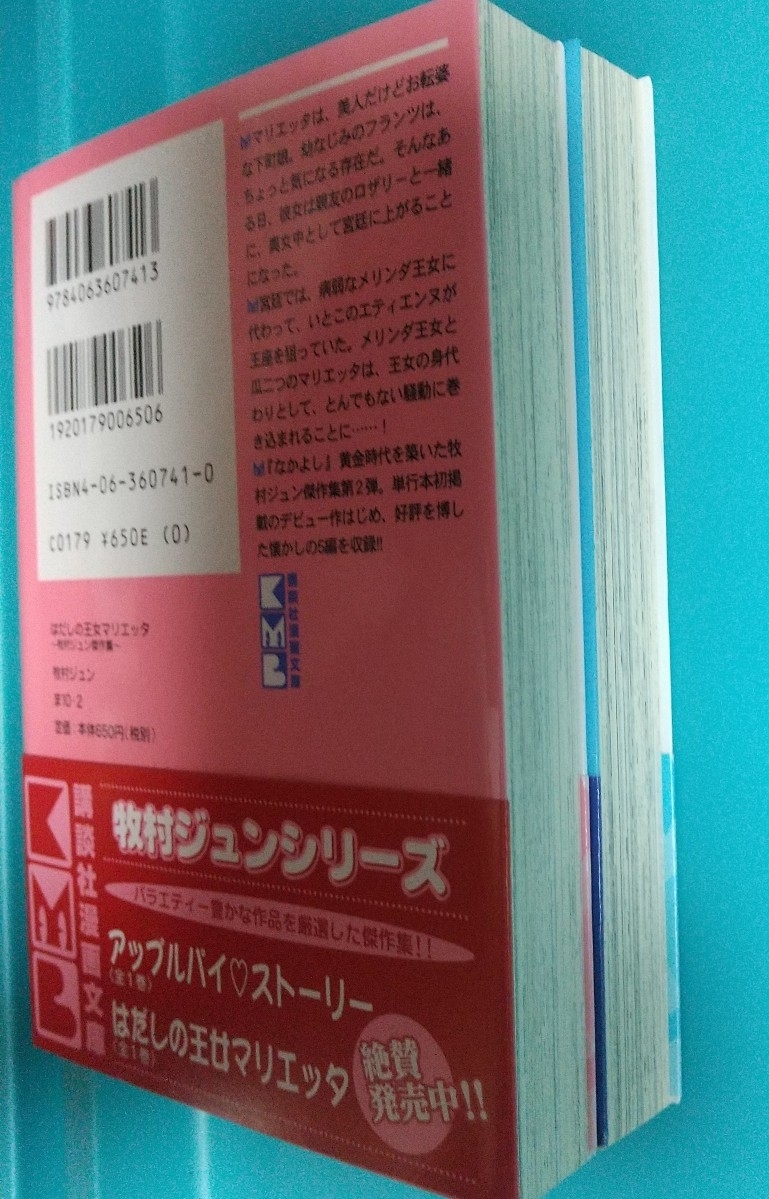 マリエッタは、美人だけどお転婆
な下町娘。幼なじみのフランツは、
ちょっと気になる存在だ。そんなあ
る日、彼女は親友のロザリーと一緒
に、奥女中として宮廷に上がること
になった。
宮廷では、病弱なメリンダ王女に
代わって、いとこのエティエンヌが
王座を狙っていた。メリンダ王女と
瓜二つのマリエッタは、王女の身代
わりとして、とんでもない騒動に巻
き込まれることに……！
『なかよし』黄金時代を築いた牧
村ジュン傑作集第2弾。単行本初掲
載のデビュー作はじめ、好評を博し
た懐かしの5編を収録!!
KMB
講談社漫画文庫
9784063607413
1920179006506
ISBN4-06-360741-0
C0179 ¥650E (0)
はだしの王女マリエッタ
～牧村ジュン傑作集～
牧村ジュン
ま10-2
定価:本体650円(税別)
KMB
講談社漫画文庫
牧村ジュンシリーズ
バラエティー豊かな作品を厳選した傑作集!!
アップルパイ♡ストーリー
(全1巻)
はだしの王女マリエッタ
(全1巻)
絶賛
発売中!!